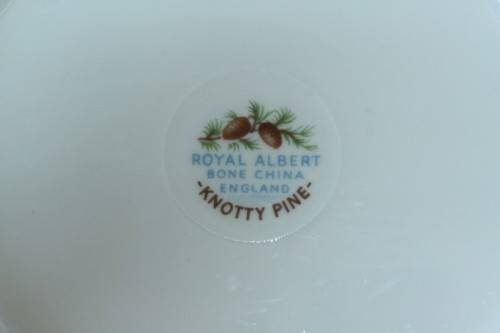 ROYAL ALBERT
BONE CHINA
ENGLAND
-KNOTTY PINE-